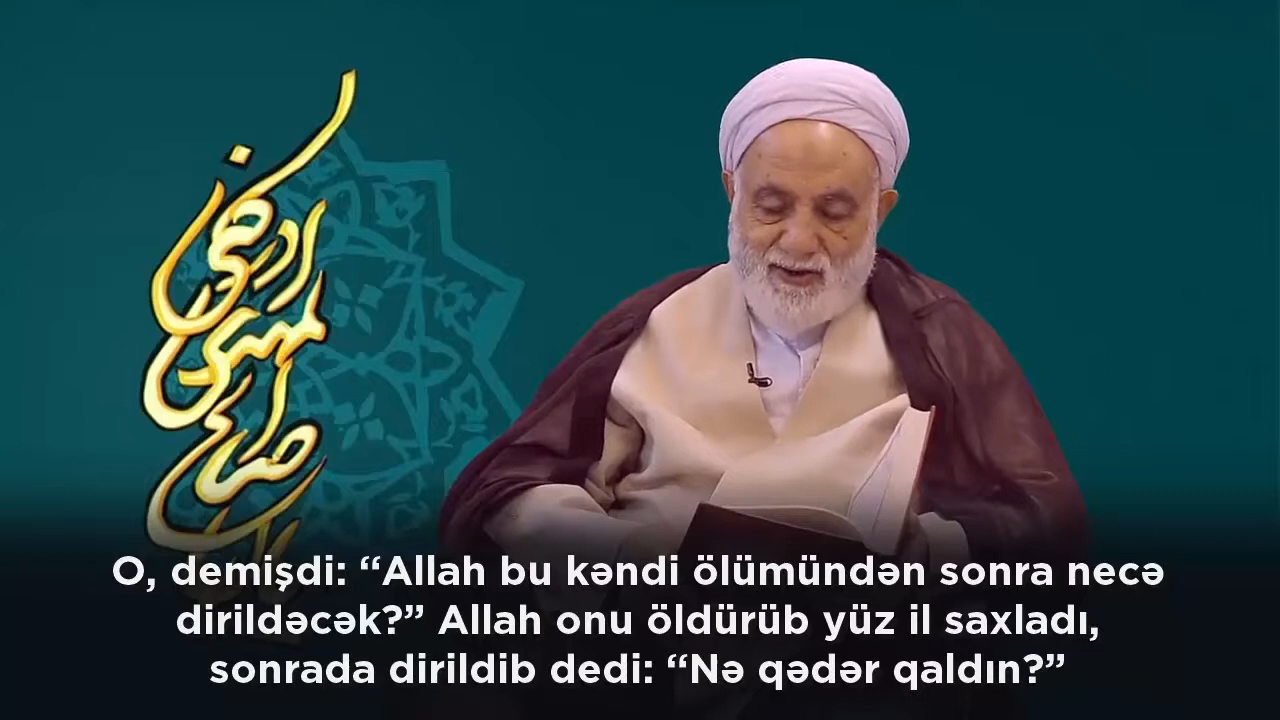 O, demişdi: “Allah bu kəndi ölümündən sonra necə
dirildəcək?” Allah onu öldürüb yüz il saxladı,
sonrada dirildib dedi: “Nə qədər qaldın?”